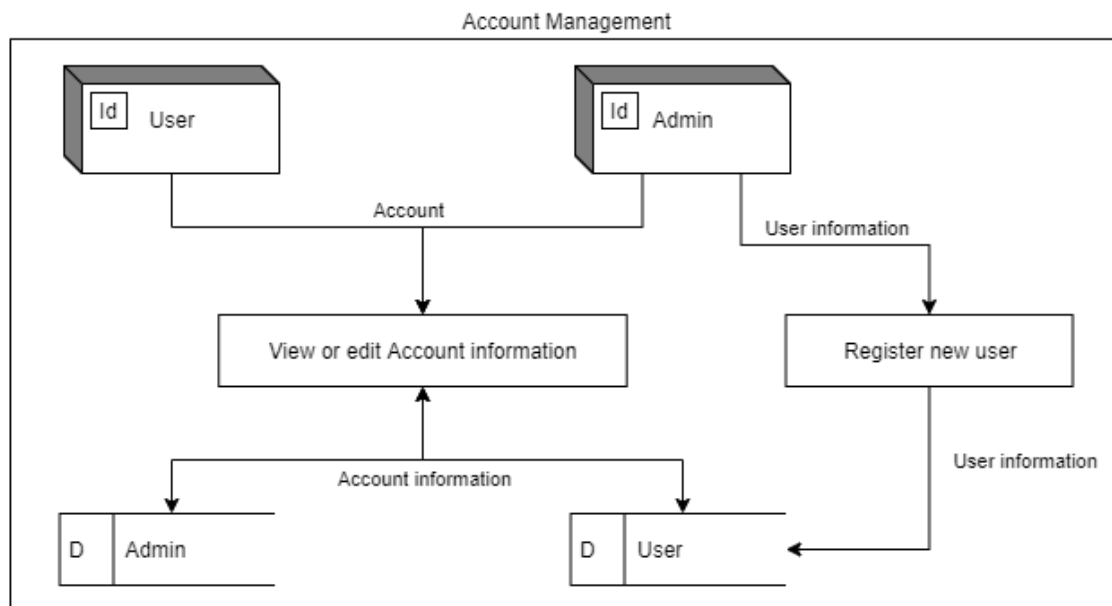 Account Management
Id
User
Id
Admin
Account
User information
View or edit Account information
Register new user
Account information
User information
D
Admin
D
User